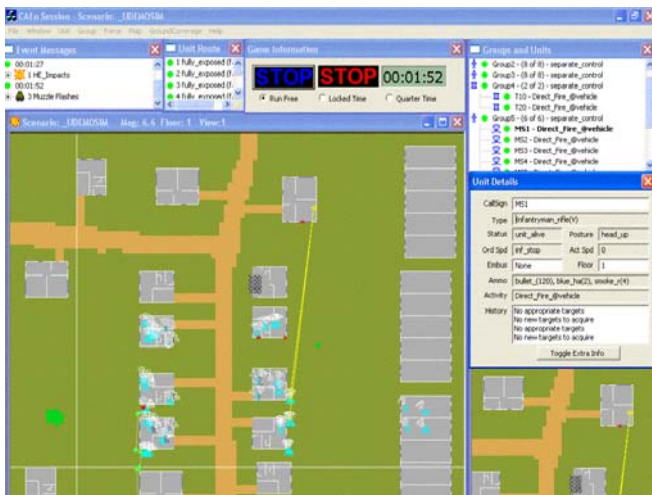 CAEn Session - Scenario: _UDEMOSIM
File Window Unit Group Force Map GroundCoverage Help
Event Messages
00:01:27
1 HE_Impacts
00:01:52
3 Muzzle Flashes
Unit Route
1 fully_exposed (f.
2 fully_exposed (f.
3 fully_exposed (f.
4 fully_exposed (f.
Game Information
STOP STOP 00:01:52
Run Free Locked Time Quarter Time
Groups and Units
Group2 - (8 of 8) - separate_control
Group3 - (8 of 8) - separate_control
Group4 - (2 of 2) - separate_control
T10 - Direct_Fire_@vehicle
T20 - Direct_Fire_@vehicle
Group5 - (6 of 6) - separate_control
MS1 - Direct_Fire_@vehicle
MS2 - Direct_Fire_@vehicle
MS3 - Direct_Fire_@vehicle
MS4 - Direct_Fire_@vehicle
Scenario: _UDEMOSIM Mag: 6.6 Floor: 1 View:1
Unit Details
CallSign MS1
Type Infantryman_rifle(Y)
Status unit_alive Posture head_up
Ord Spd inf_stop Act Spd 0
Embus None Floor 1
Ammo bullet_(120), blue_ha(2), smoke_r(4)
Activity Direct_Fire_@vehicle
History No appropriate targets
No new targets to acquire
No appropriate targets
No new targets to acquire
Toggle Extra Info